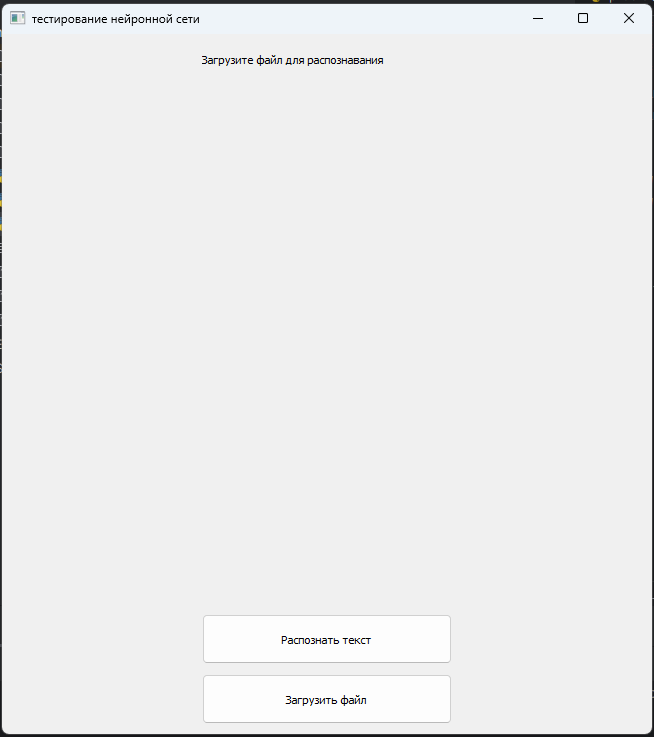 тестирование нейронной сети
Загрузите файл для распознавания
Распознать текст
Загрузить файл